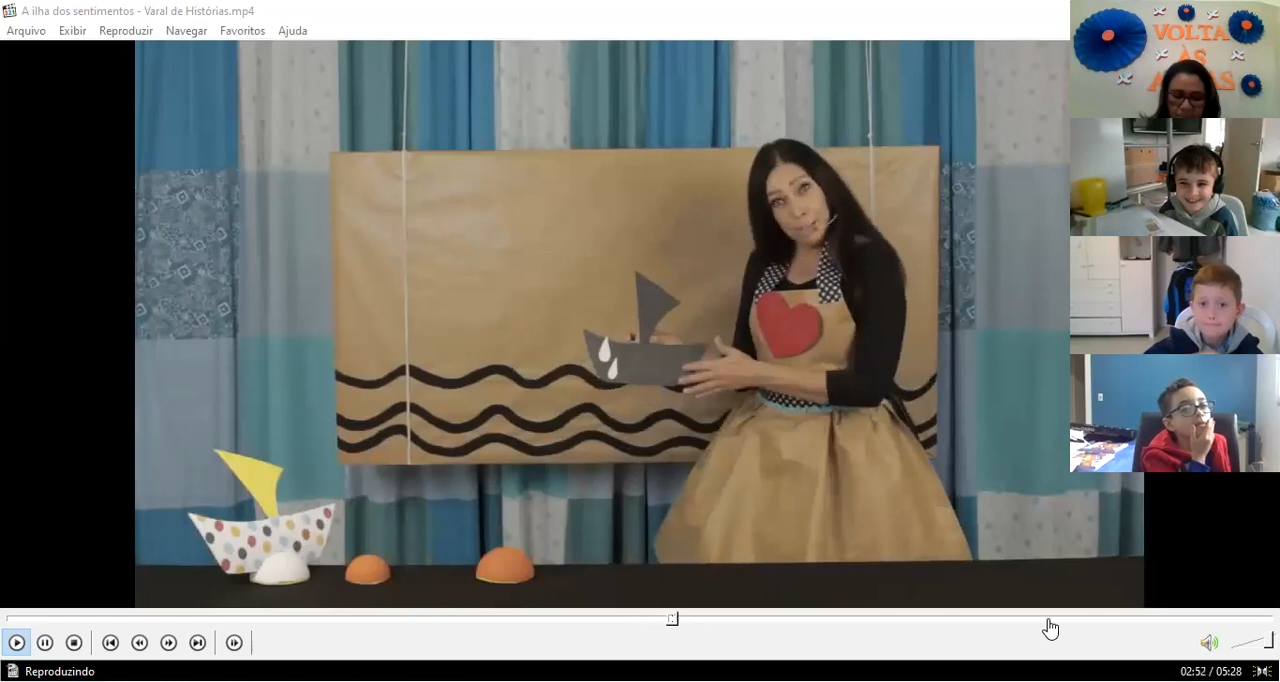 A ilha dos sentimentos - Varal de Histórias.mp4
Arquivo Exibir Reproduzir Navegar Favoritos Ajuda
VOLTA
ÀS
Reproduzindo
02:52 / 05:28